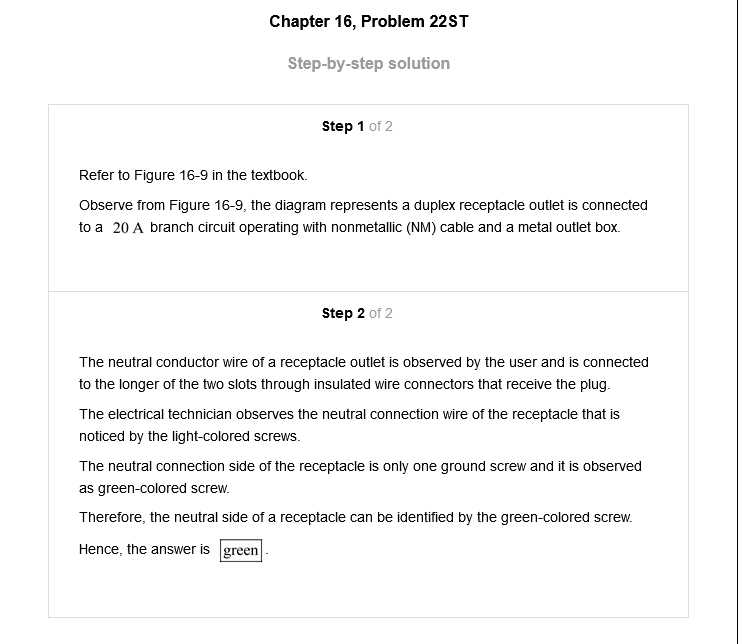 Chapter 16, Problem 22ST
Step-by-step solution
Step 1 of 2
Refer to Figure 16-9 in the textbook.
Observe from Figure 16-9, the diagram represents a duplex receptacle outlet is connected
to a 20 A branch circuit operating with nonmetallic (NM) cable and a metal outlet box.
Step 2 of 2
The neutral conductor wire of a receptacle outlet is observed by the user and is connected
to the longer of the two slots through insulated wire connectors that receive the plug.
The electrical technician observes the neutral connection wire of the receptacle that is
noticed by the light-colored screws.
The neutral connection side of the receptacle is only one ground screw and it is observed
as green-colored screw.
Therefore, the neutral side of a receptacle can be identified by the green-colored screw.
Hence, the answer is green.